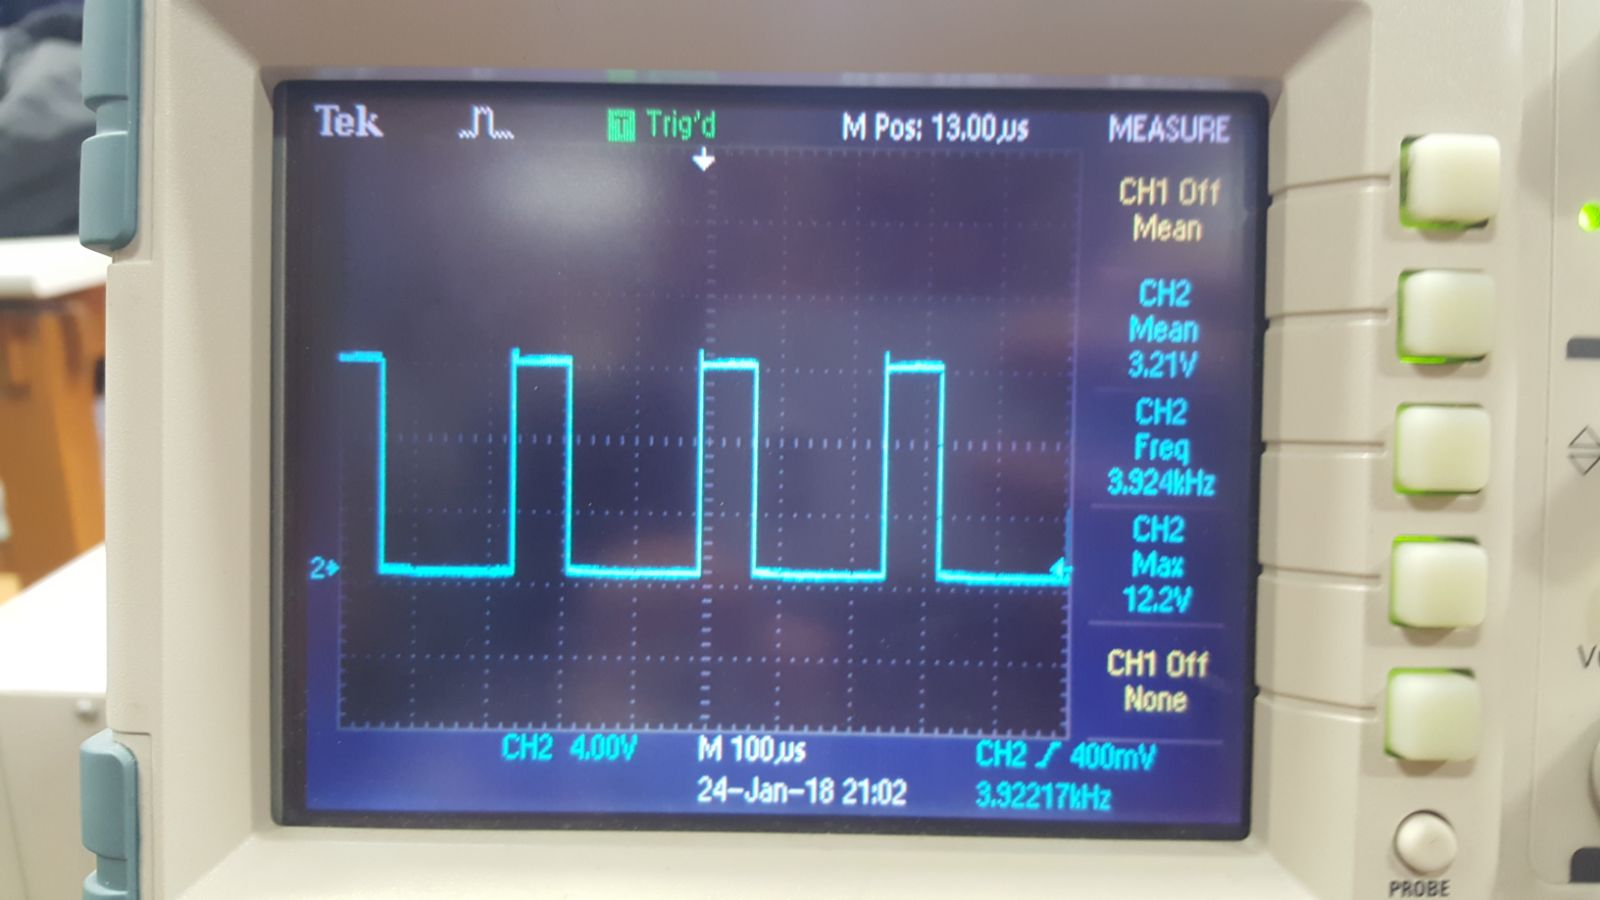 Tek Trig'd M Pos: 13.00µs MEASURE
CH1 Off
Mean
CH2
Mean
3.21V
CH2
Freq
3.924kHz
CH2
Max
12.2V
CH1 Off
None
2
CH2 4.00V M 100µs CH2 400mV
24-Jan-18 21:02 3.92217kHz
PROBE